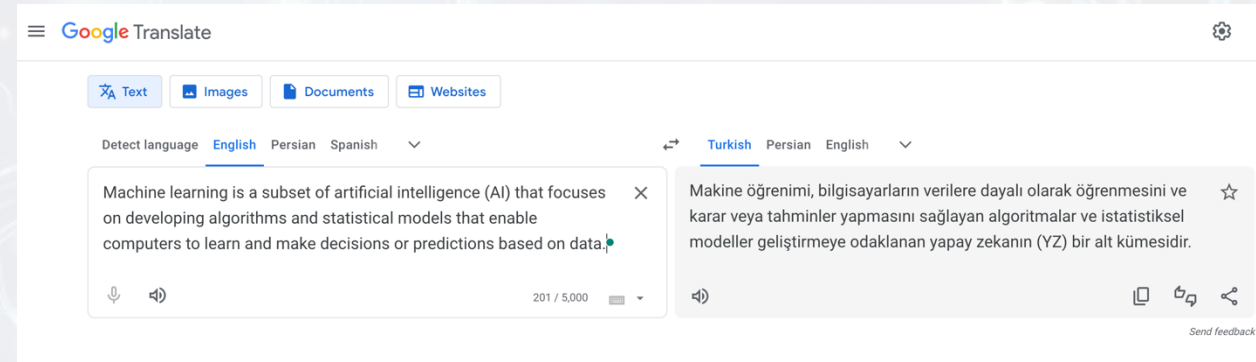 Google Translate
Text Images Documents Websites
Detect language English Persian Spanish
Turkish Persian English
Machine learning is a subset of artificial intelligence (AI) that focuses
on developing algorithms and statistical models that enable
computers to learn and make decisions or predictions based on data.
201 / 5,000
Makine öğrenimi, bilgisayarların verilere dayalı olarak öğrenmesini ve
karar veya tahminler yapmasını sağlayan algoritmalar ve istatistiksel
modeller geliştirmeye odaklanan yapay zekanın (YZ) bir alt kümesidir.
Send feedback